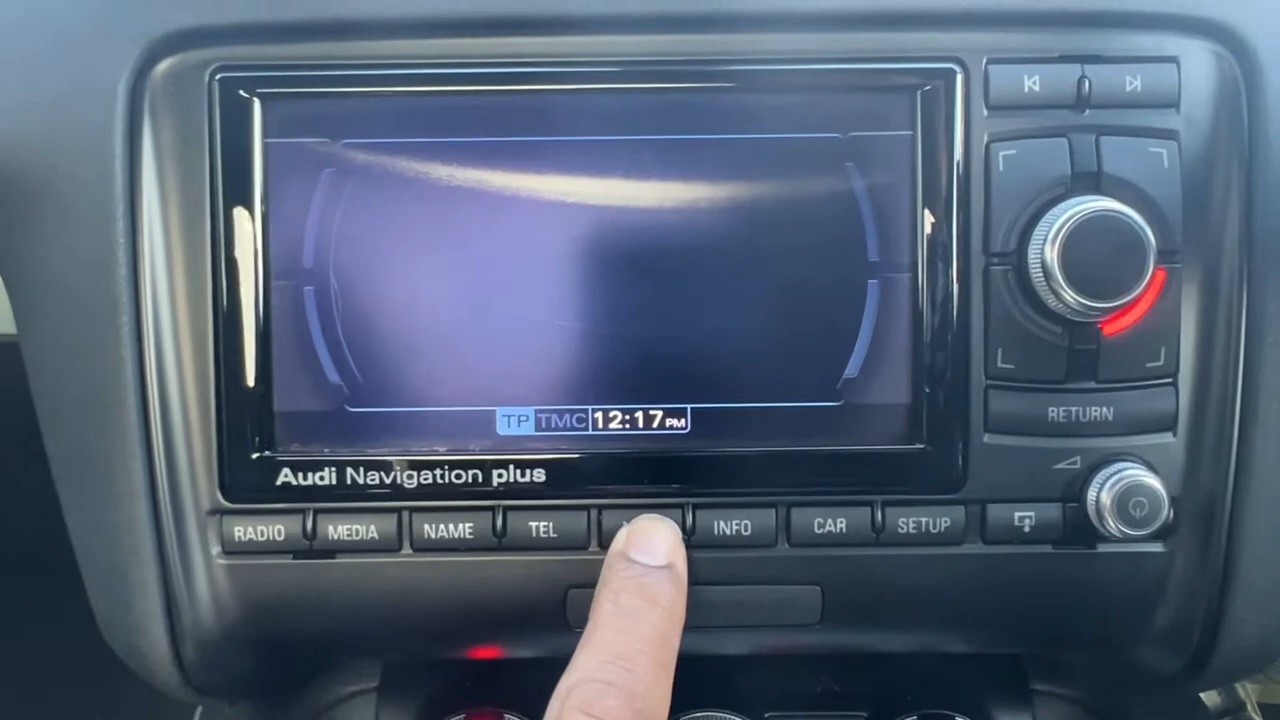 TP TMC 12:17 PM
Audi Navigation plus
RETURN
RADIO MEDIA NAME TEL INFO CAR SETUP